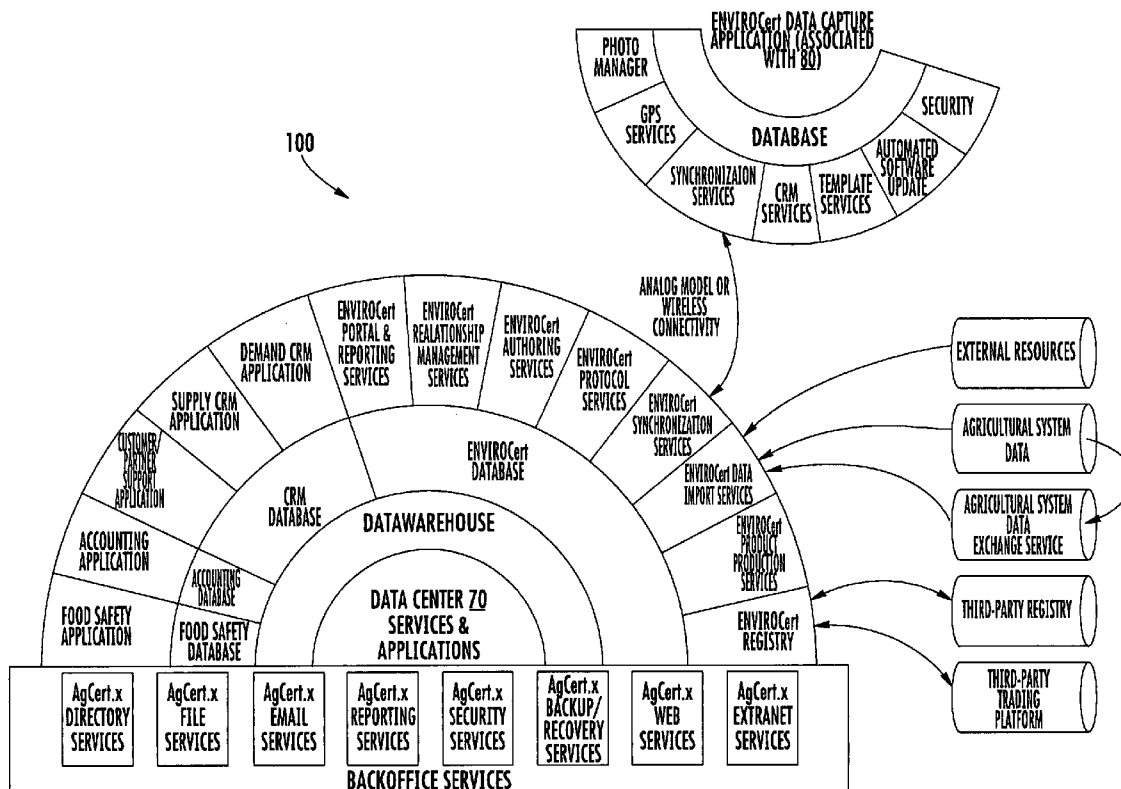 ENVIROCert DATA CAPTURE
APPLICATION (ASSOCIATED
WITH 80)
PHOTO
MANAGER
GPS
SERVICES
SYNCHRONIZAION
SERVICES
CRM
SERVICES
TEMPLATE
SERVICES
AUTOMATED
SOFTWARE
UPDATE
SECURITY
DATABASE
100
ANALOG MODEL OR
WIRELESS
CONNECTIVITY
FOOD SAFETY
APPLICATION
ACCOUNTING
APPLICATION
CUSTOMER/
PARTNER
SUPPORT
APPLICATION
SUPPLY CRM
APPLICATION
DEMAND CRM
APPLICATION
ENVIROCert
PORTAL &
REPORTING
SERVICES
ENVIROCert
REALATIONSHIP
MANAGEMENT
SERVICES
ENVIROCert
AUTHORING
SERVICES
ENVIROCert
PROTOCOL
SERVICES
ENVIROCert
SYNCHRONIZATION
SERVICES
ENVIROCert DATA
IMPORT SERVICES
ENVIROCert
PRODUCT
PRODUCTION
SERVICES
ENVIROCert
REGISTRY
FOOD SAFETY
DATABASE
ACCOUNTING
DATABASE
CRM
DATABASE
ENVIROCert
DATABASE
DATAWAREHOUSE
DATA CENTER 70
SERVICES &
APPLICATIONS
EXTERNAL RESOURCES
AGRICULTURAL SYSTEM
DATA
AGRICULTURAL SYSTEM
DATA
EXCHANGE SERVICE
THIRD-PARTY REGISTRY
THIRD-PARTY
TRADING
PLATFORM
AgCert.x
DIRECTORY
SERVICES
AgCert.x
FILE
SERVICES
AgCert.x
EMAIL
SERVICES
AgCert.x
REPORTING
SERVICES
AgCert.x
SECURITY
SERVICES
AgCert.x
BACKUP/
RECOVERY
SERVICES
AgCert.x
WEB
SERVICES
AgCert.x
EXTRANET
SERVICES
BACKOFFICE SERVICES